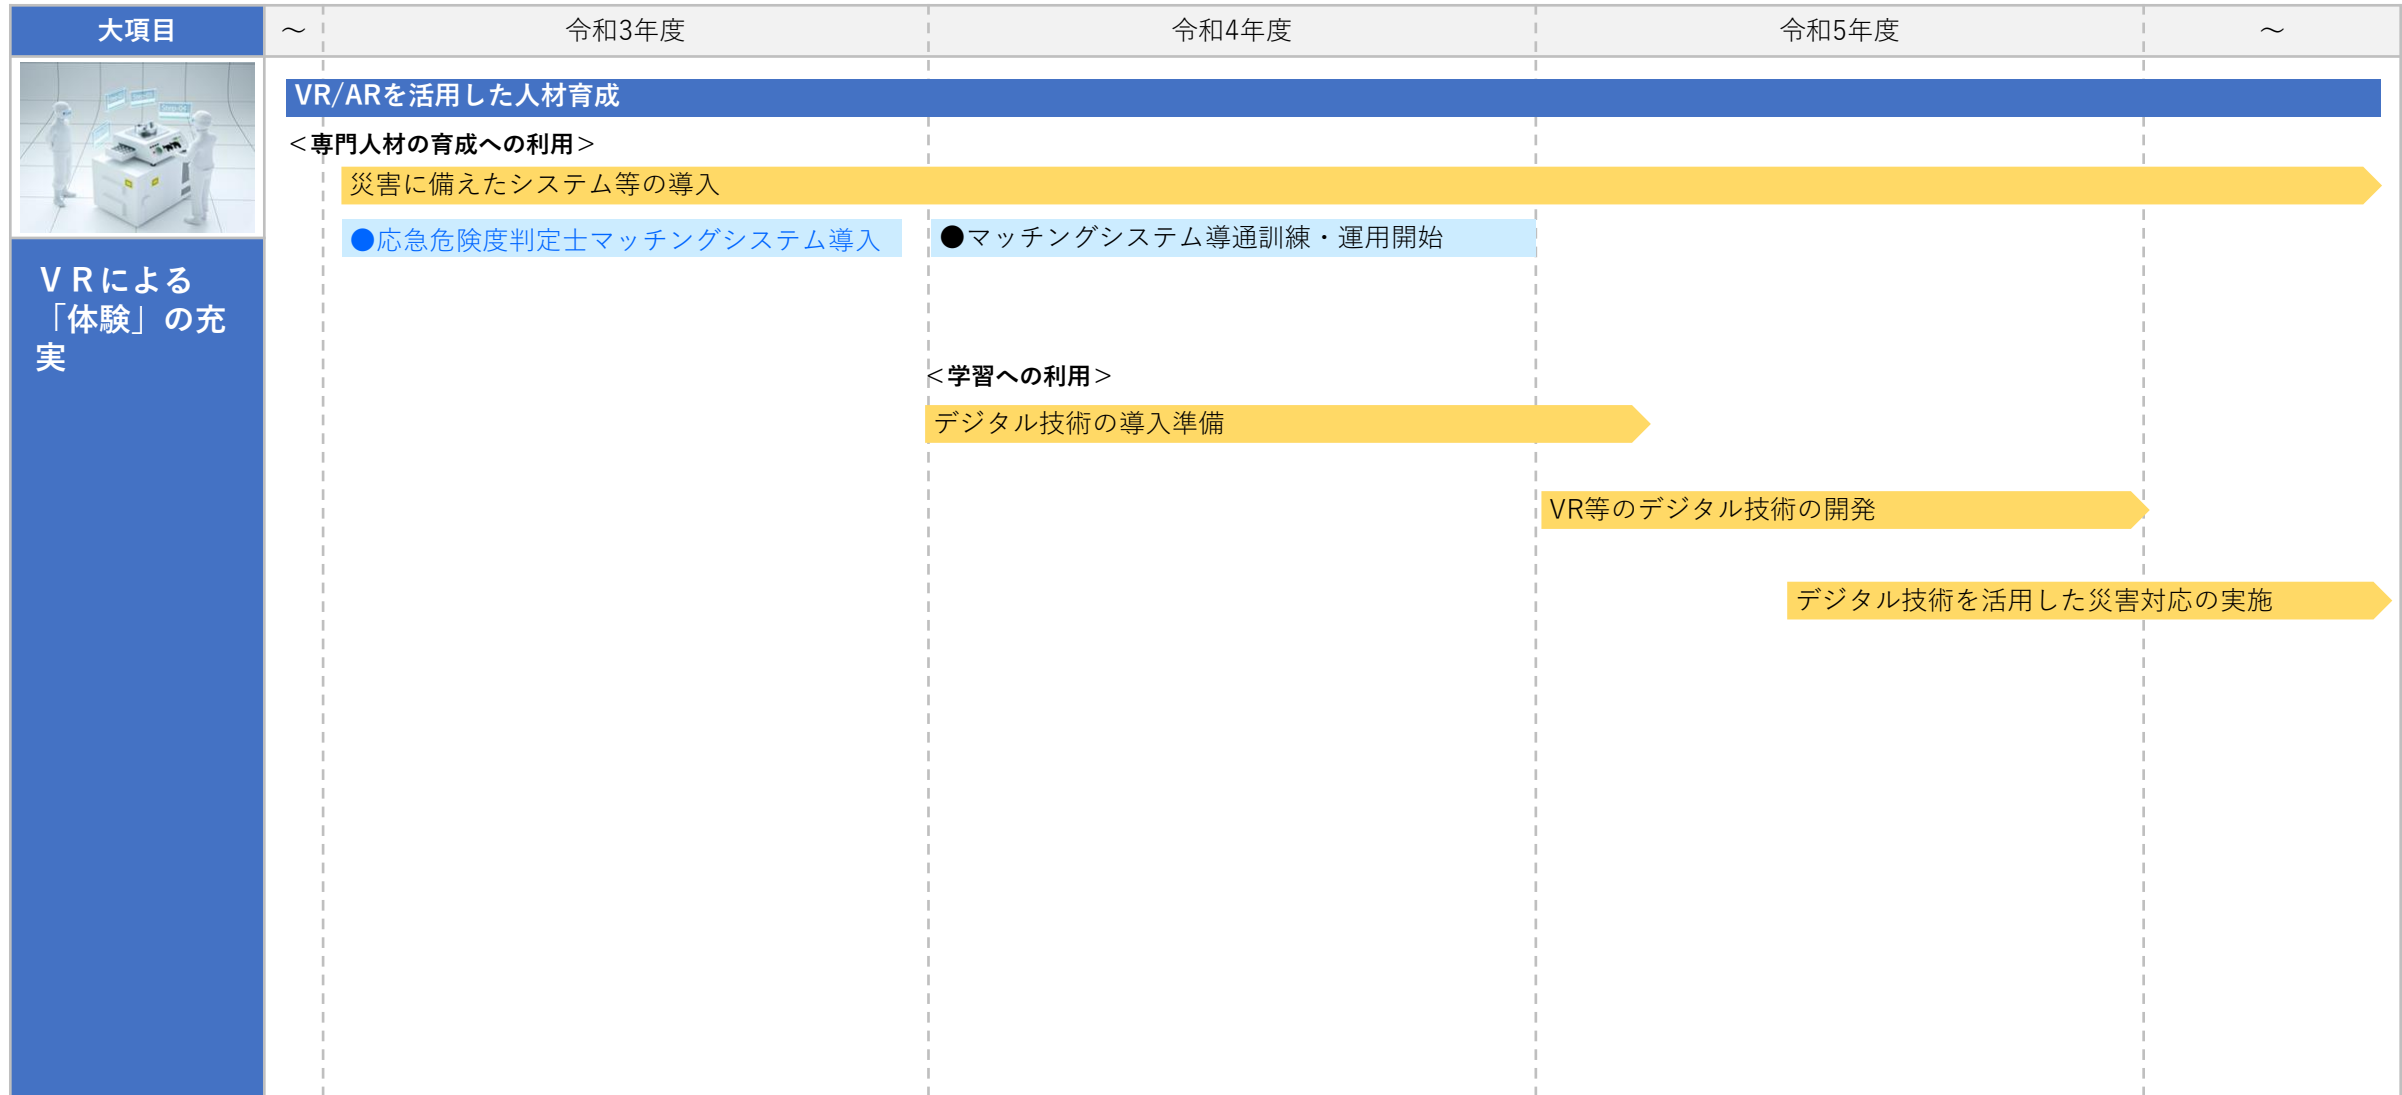 大項目
～
令和3年度
令和4年度
令和5年度
～
VR/ARを活用した人材育成
＜専門人材の育成への利用＞
災害に備えたシステム等の導入
●応急危険度判定士マッチングシステム導入
●マッチングシステム導通訓練・運用開始
ＶＲによる
「体験」の充
実
＜学習への利用＞
デジタル技術の導入準備
VR等のデジタル技術の開発
デジタル技術を活用した災害対応の実施